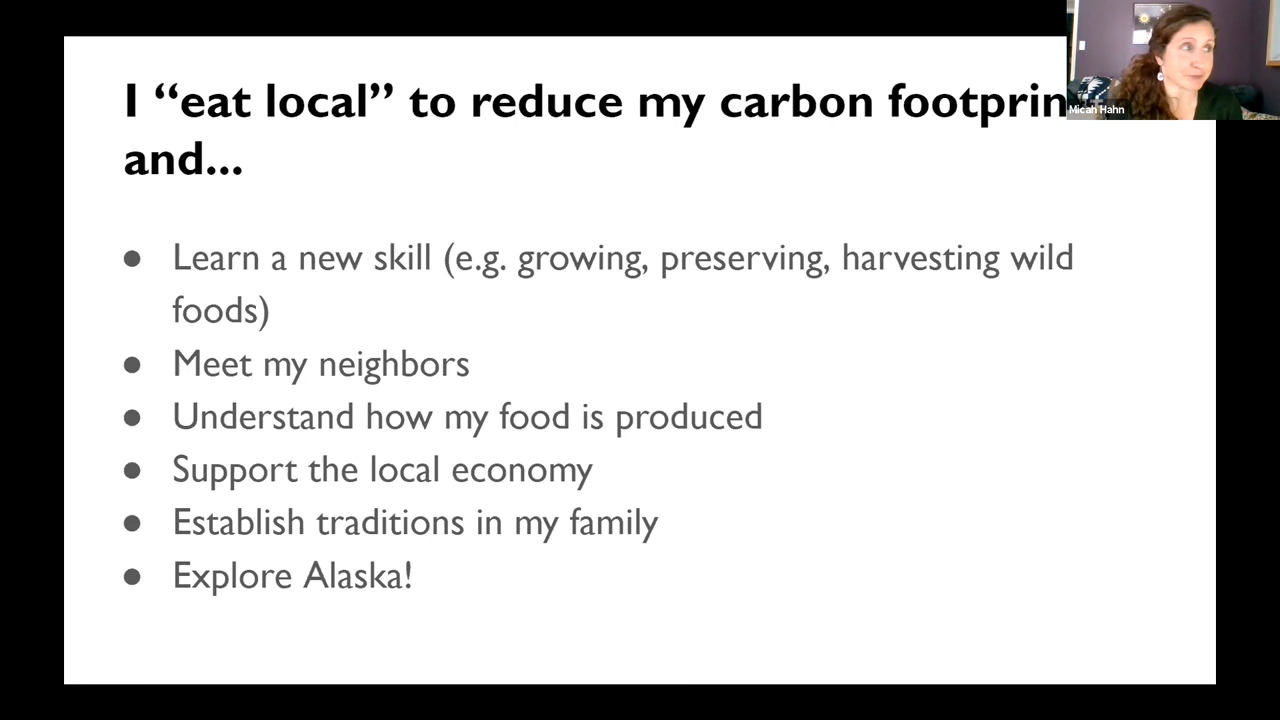 I “eat local” to reduce my carbon footprin
and...
● Learn a new skill (e.g. growing, preserving, harvesting wild
foods)
● Meet my neighbors
● Understand how my food is produced
● Support the local economy
● Establish traditions in my family
● Explore Alaska!
Micah Hahn